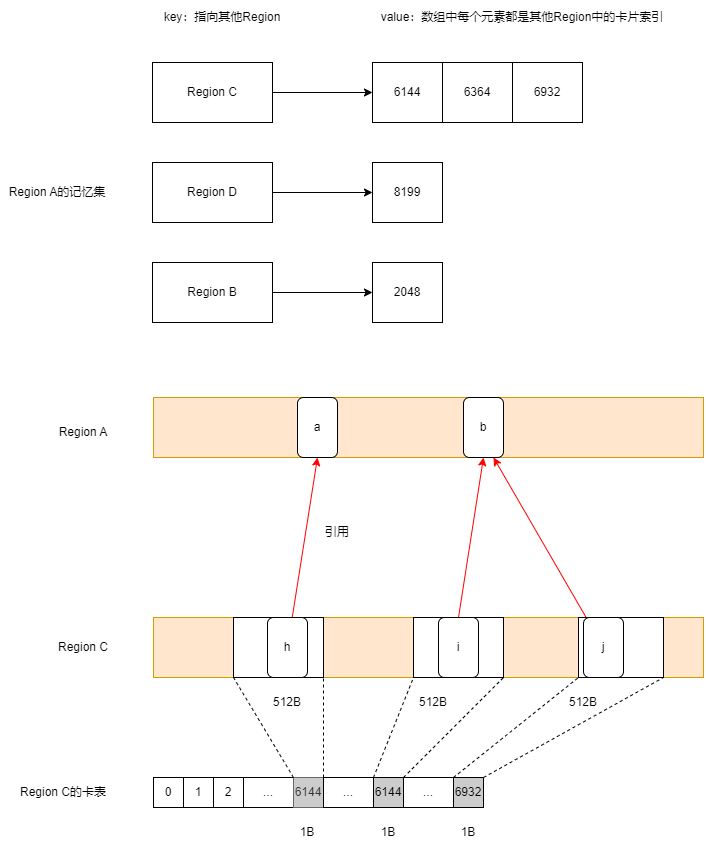 key：指向其他Region
value：数组中每个元素都是其他Region中的卡片索引
Region C
6144
6364
6932
Region A的记忆集
Region D
8199
Region B
2048
Region A
a
b
引用
Region C
h
i
j
512B
512B
512B
Region C的卡表
0
1
2
...
6144
...
6144
...
6932
1B
1B
1B